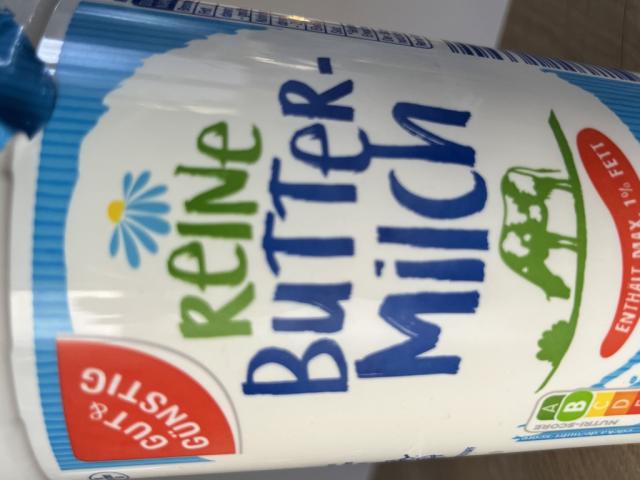 REINE
BUTTER-
MilCh
GUT &
GÜNSTIG
ENTHÄLT MAX. 1% FETT
A
B
C
D
NUTRI-SCORE